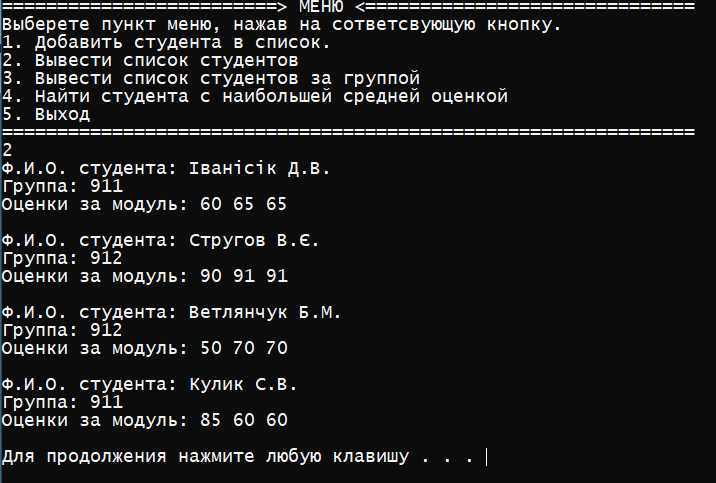 =========================> МЕНЮ <==============================
Выберете пункт меню, нажав на сответсвующую кнопку.
1. Добавить студента в список.
2. Вывести список студентов
3. Вывести список студентов за группой
4. Найти студента с наибольшей средней оценкой
5. Выход
===============================================================
2
Ф.И.О. студента: Іванісік Д.В.
Группа: 911
Оценки за модуль: 60 65 65
Ф.И.О. студента: Стругов В.Є.
Группа: 912
Оценки за модуль: 90 91 91
Ф.И.О. студента: Ветлянчук Б.М.
Группа: 912
Оценки за модуль: 50 70 70
Ф.И.О. студента: Кулик С.В.
Группа: 911
Оценки за модуль: 85 60 60
Для продолжения нажмите любую клавишу . . .